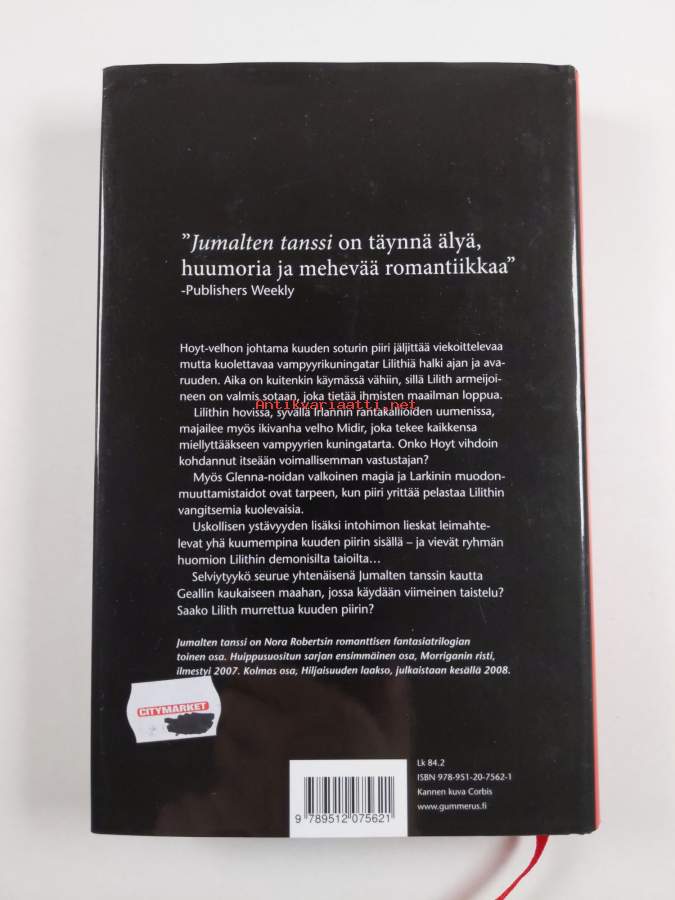 ”Jumalten tanssi on täynnä älyä,
huumoria ja mehevää romantiikkaa”
-Publishers Weekly
Hoyt-velhon johtama kuuden soturin piiri jäljittää viekoittelevaa
mutta kuolettavaa vampyyrikuningatar Lilithiä halki ajan ja ava-
ruuden. Aika on kuitenkin käymässä vähiin, sillä Lilith armeijoi-
neen on valmis sotaan, joka tietää ihmisten maailman loppua.
Antikvariaatti.net
Lilithin hovissa, syvällä Irlannin rantakallioiden uumenissa,
majailee myös ikivanha velho Midir, joka tekee kaikkensa
miellyttääkseen vampyyrien kuningatarta. Onko Hoyt vihdoin
kohdannut itseään voimallisemman vastustajan?
Myös Glenna-noidan valkoinen magia ja Larkinin muodon-
muuttamistaidot ovat tarpeen, kun piiri yrittää pelastaa Lilithin
vangitsemia kuolevaisia.
Uskollisen ystävyyden lisäksi intohimon lieskat leimahte-
levat yhä kuumempina kuuden piirin sisällä – ja vievät ryhmän
huomion Lilithin demonisilta taioilta…
Selviytyykö seurue yhtenäisenä Jumalten tanssin kautta
Geallin kaukaiseen maahan, jossa käydään viimeinen taistelu?
Saako Lilith murrettua kuuden piirin?
Jumalten tanssi on Nora Robertsin romanttisen fantasiatrilogian
toinen osa. Huippusuositun sarjan ensimmäinen osa, Morriganin risti,
ilmestyi 2007. Kolmas osa, Hiljaisuuden laakso, julkaistaan kesällä 2008.
CITYMARKET
Lk 84.2
ISBN 978-951-20-7562-1
Kannen kuva Corbis
www.gummerus.fi
9 789512 075621